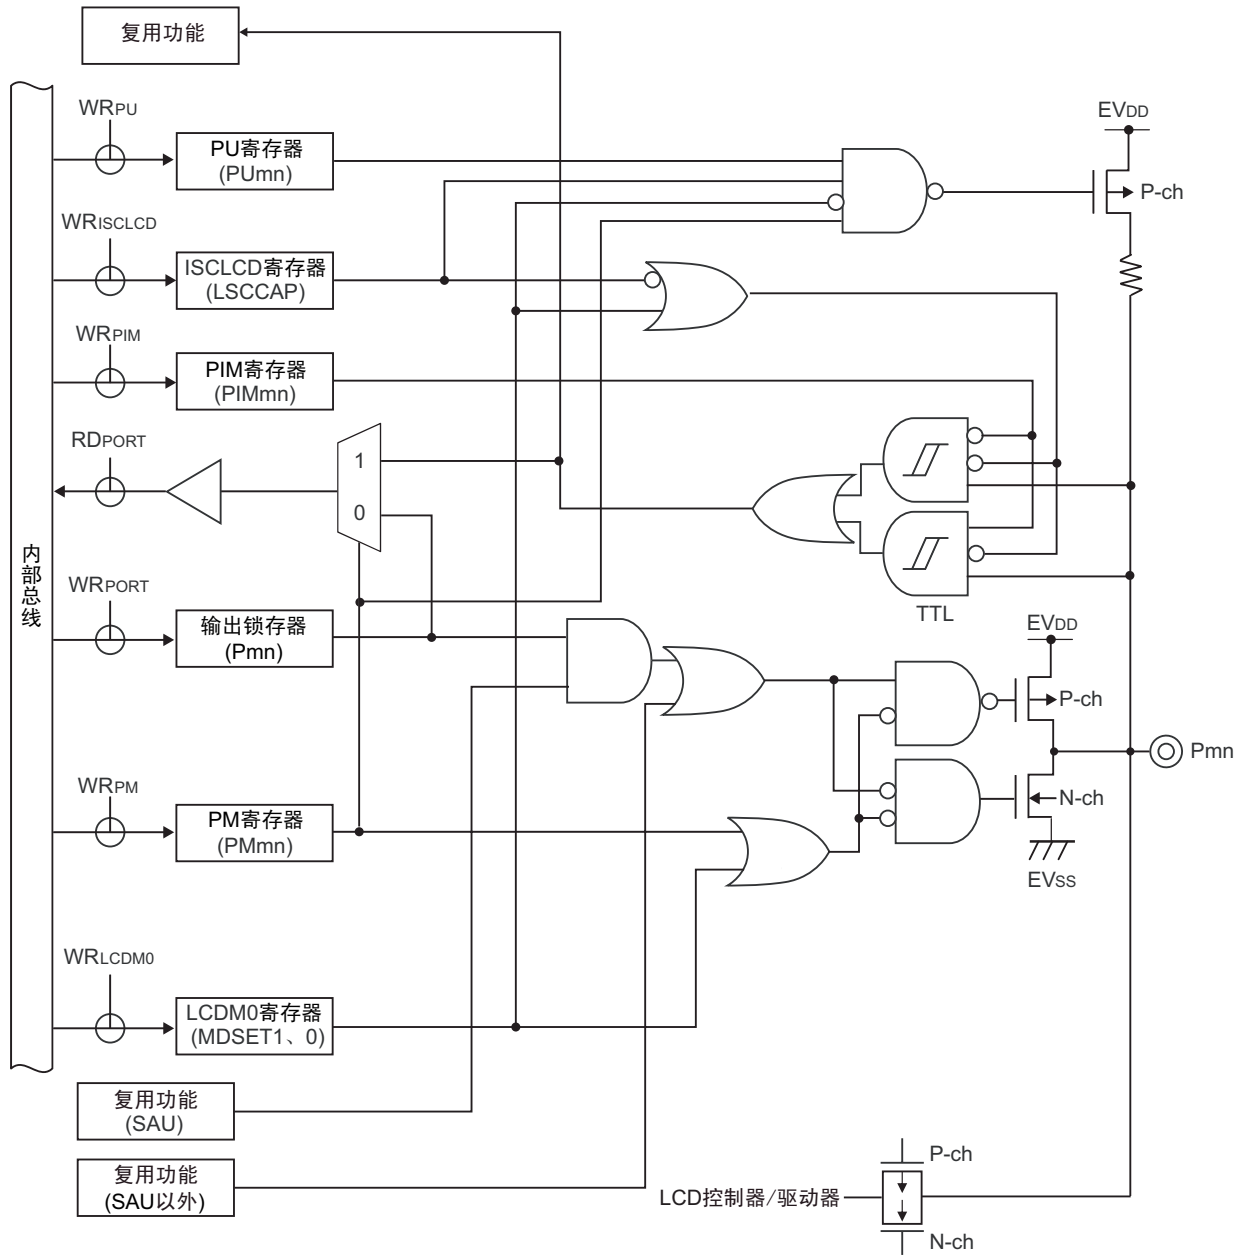 复用功能
WRPU
PU寄存器
(PUmn)
EVDD
P-ch
WRISCLCD
ISCLCD寄存器
(LSCCAP)
WRPIM
PIM寄存器
(PIMmn)
RDPORT
1
0
内部总线
WRPORT
输出锁存器
(Pmn)
TTL
EVDD
P-ch
Pmn
N-ch
EVSS
WRPM
PM寄存器
(PMmn)
WRLCDM0
LCDM0寄存器
(MDSET1、0)
复用功能
(SAU)
复用功能
(SAU以外)
P-ch
LCD控制器/驱动器
N-ch